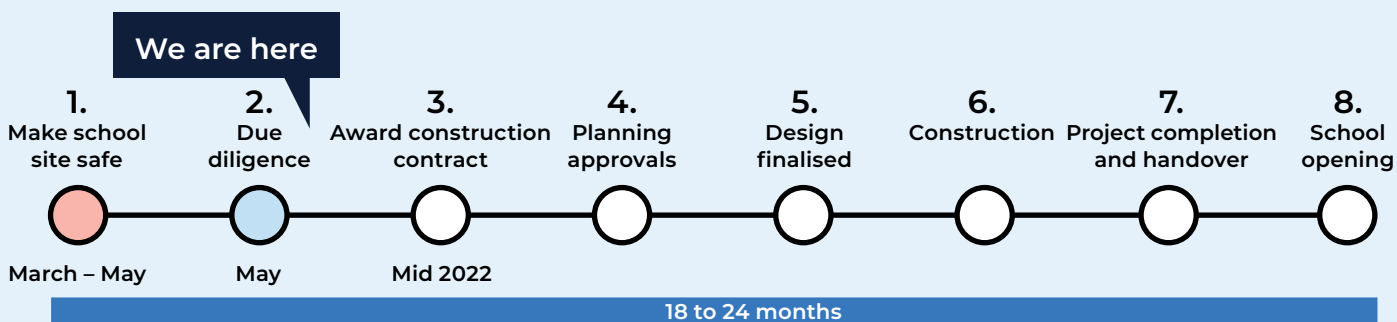 We are here
1.
Make school
site safe
March – May
2.
Due
diligence
May
3.
Award construction
contract
Mid 2022
4.
Planning
approvals
5.
Design
finalised
6.
Construction
7.
Project completion
and handover
8.
School
opening
18 to 24 months